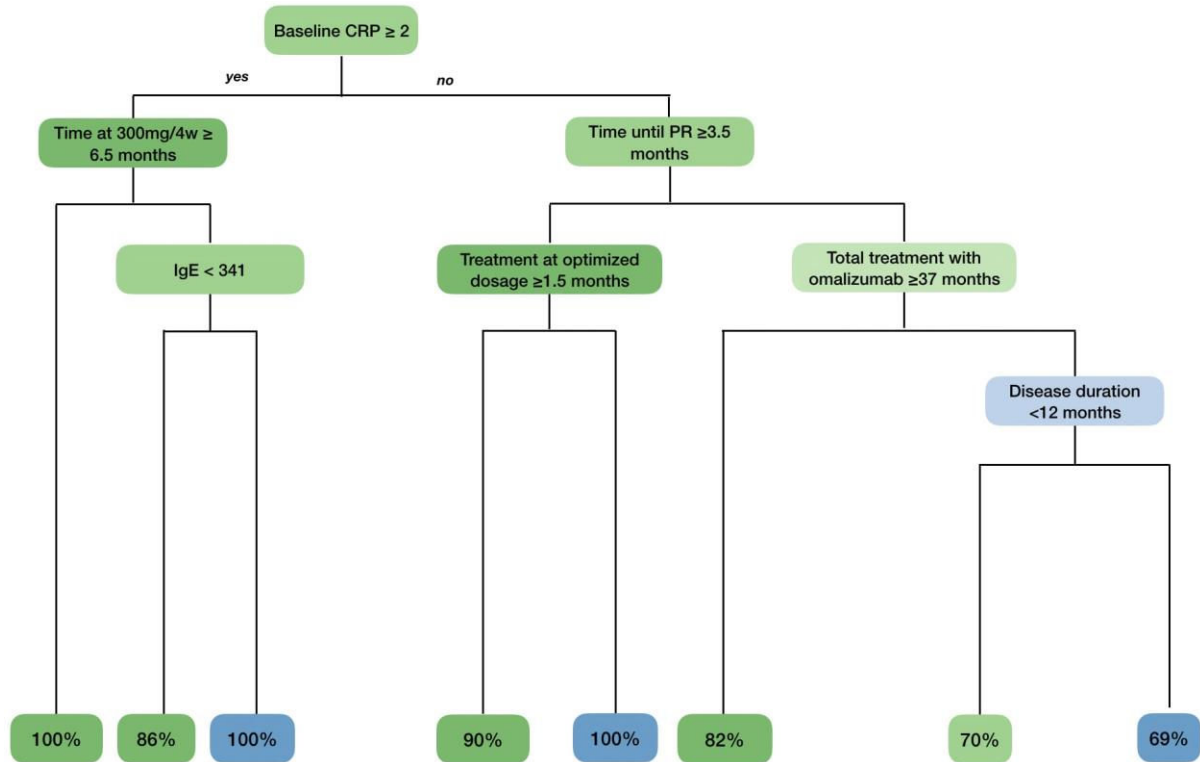 Baseline CRP ≥ 2
yes
no
Time at 300mg/4w ≥
6.5 months
Time until PR ≥3.5
months
IgE < 341
Treatment at optimized
dosage ≥1.5 months
Total treatment with
omalizumab ≥37 months
Disease duration
<12 months
100%
86%
100%
90%
100%
82%
70%
69%